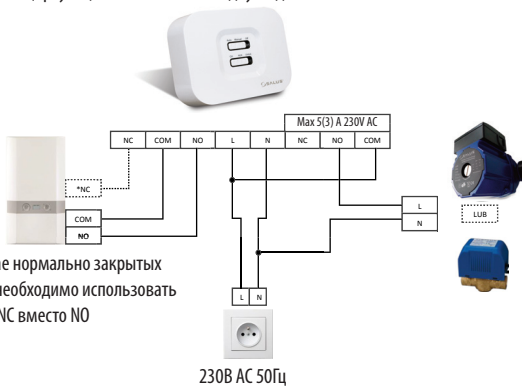 SALUS
Max 5(3) A 230V AC
NC COM NO L N NC NO COM
*NC
COM
NO
L
N
LUB
е нормально закрытых
необходимо использовать
NC вместо NO
L N
230В AC 50Гц